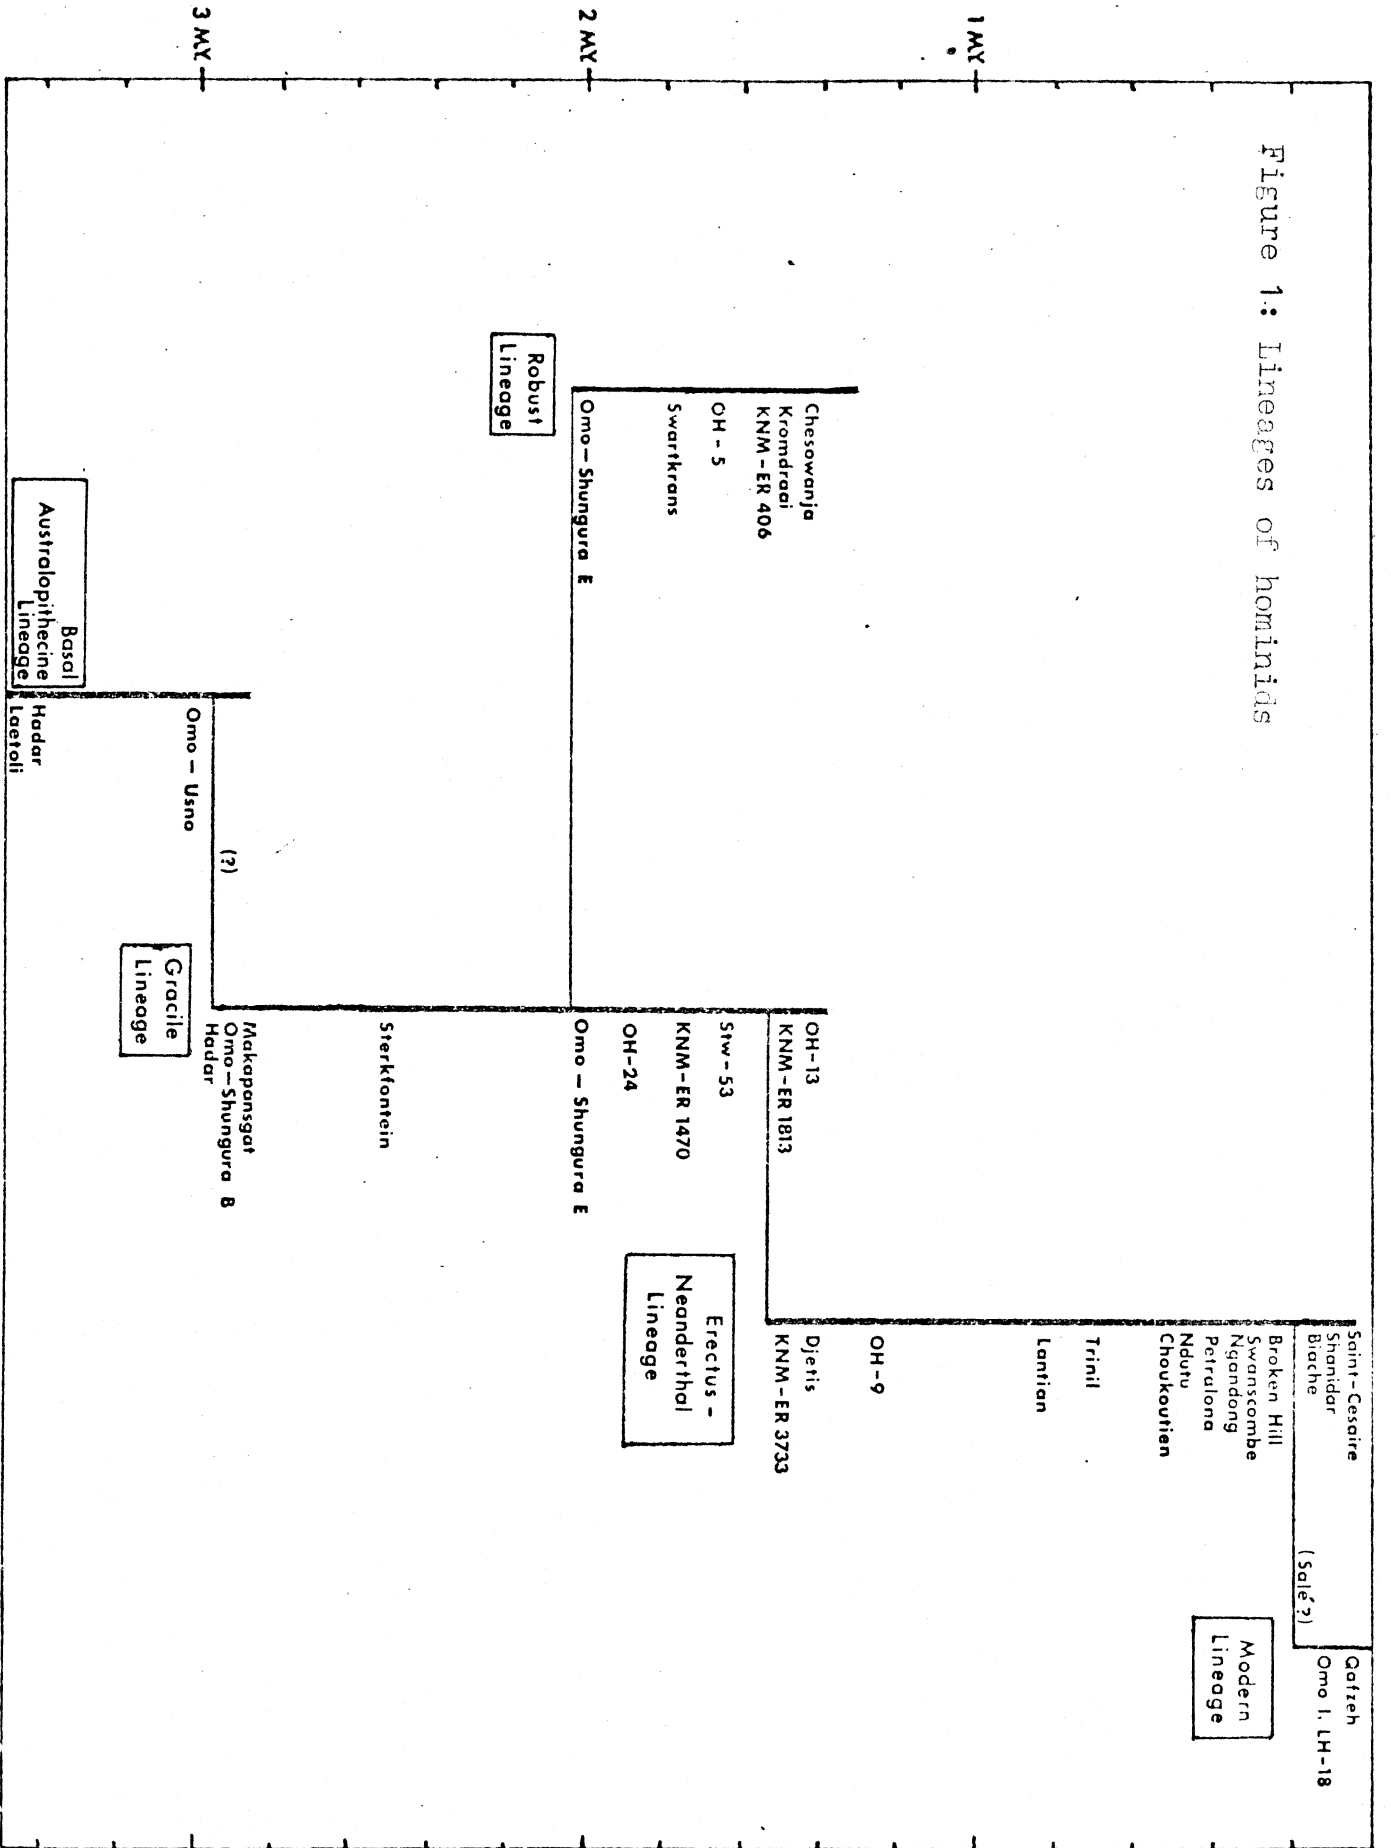 Figure 1: Lineages of hominids
1 MY
2 MY
3 MY
Chesowanja
Kromdraai
KNM-ER 406
OH - 5
Swartkrans
Omo - Shungura E
Robust
Lineage
Basal
Australopithecine
Lineage
Omo - Usno
Hadar
Laetoli
(?)
OH-13
KNM-ER 1813
Stw-53
KNM-ER 1470
OH-24
Omo - Shungura E
Sterkfontein
Makapansgat
Omo - Shungura B
Hadar
Gracile
Lineage
Saint-Cesaire
Shanidar
Biache
Broken Hill
Swanscombe
Ngandong
Petralona
Ndutu
Choukoutien
Trinil
Lantian
OH-9
Djetis
KNM-ER 3733
Erectus -
Neanderthal
Lineage
Qafzeh
Omo I. LH-18
(Salé?)
Modern
Lineage